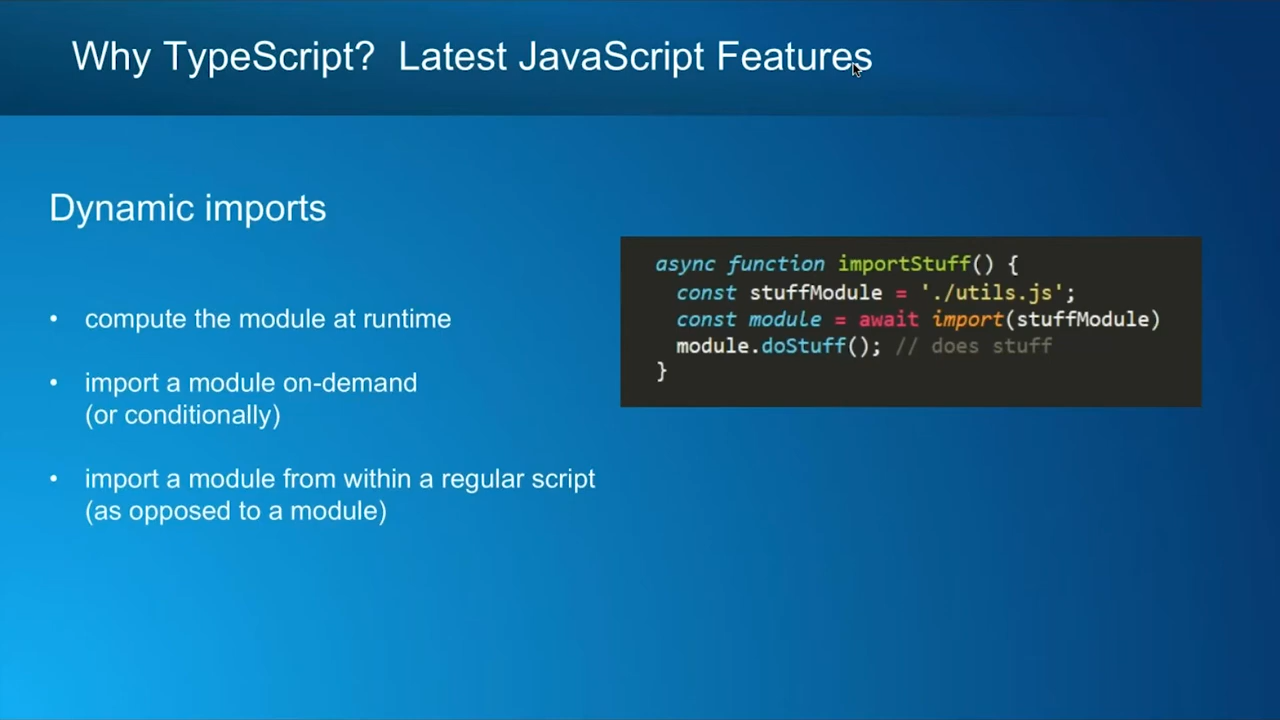 Why TypeScript?  Latest JavaScript Features
Dynamic imports
• compute the module at runtime
• import a module on-demand
(or conditionally)
• import a module from within a regular script
(as opposed to a module)
async function importStuff() {
  const stuffModule = './utils.js';
  const module = await import(stuffModule)
  module.doStuff(); // does stuff
}